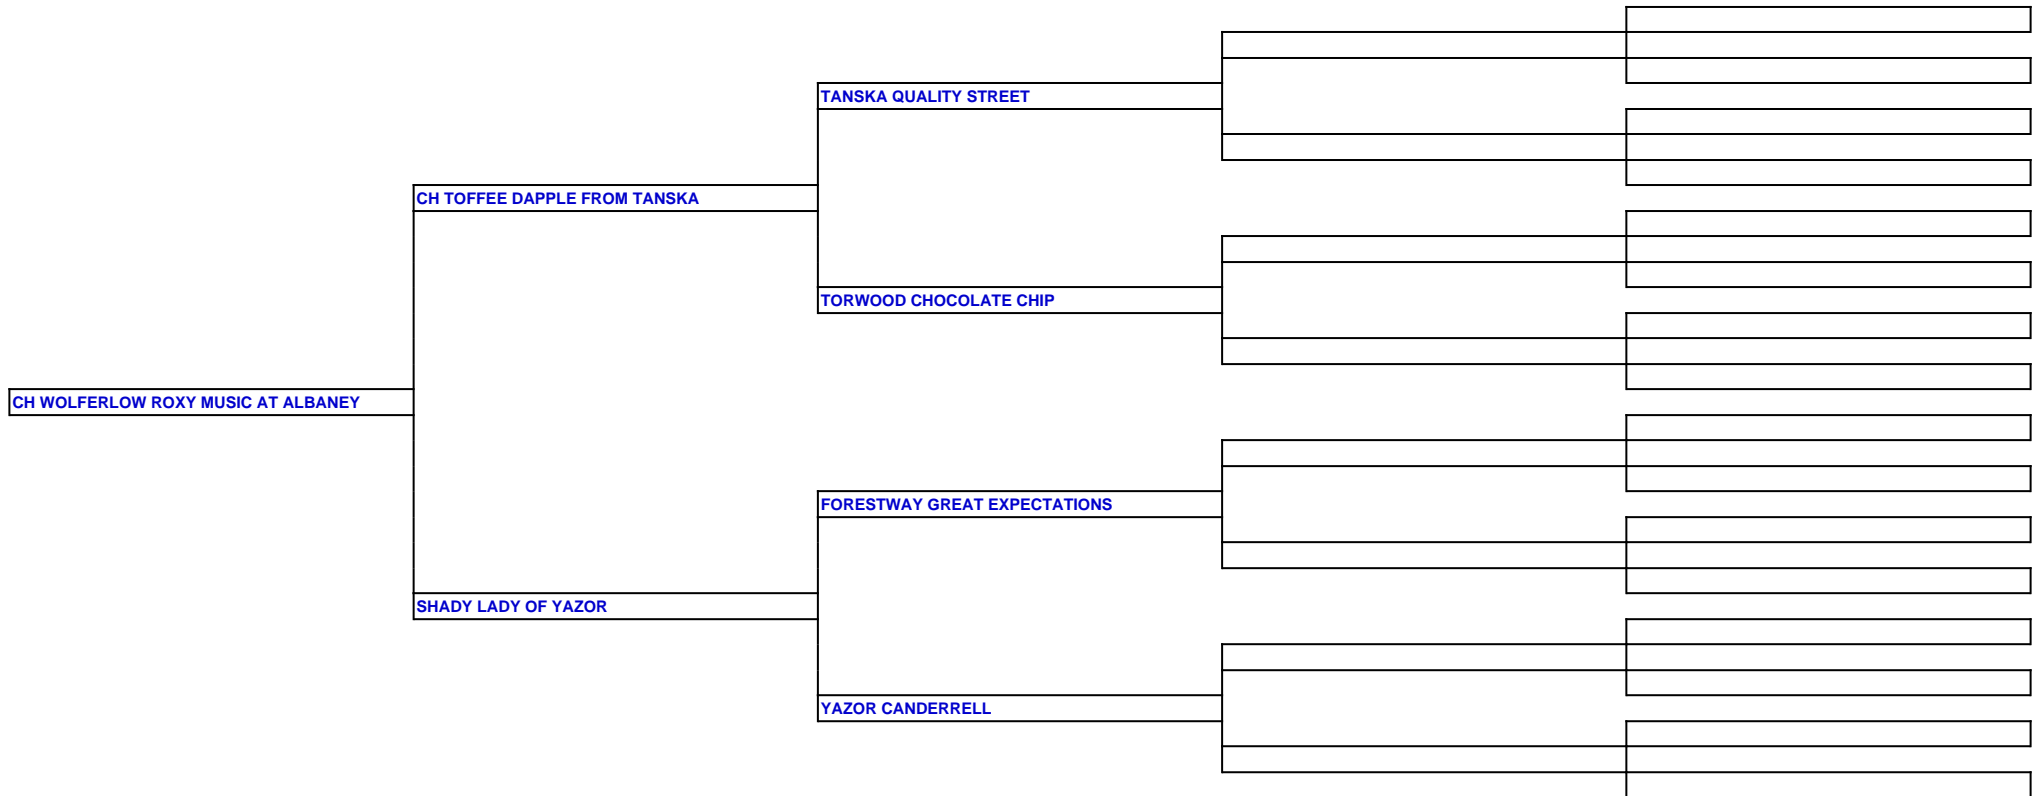 TANSKA QUALITY STREET
CH TOFFEE DAPPLE FROM TANSKA
TORWOOD CHOCOLATE CHIP
CH WOLFERLOW ROXY MUSIC AT ALBANEY
FORESTWAY GREAT EXPECTATIONS
SHADY LADY OF YAZOR
YAZOR CANDERRELL